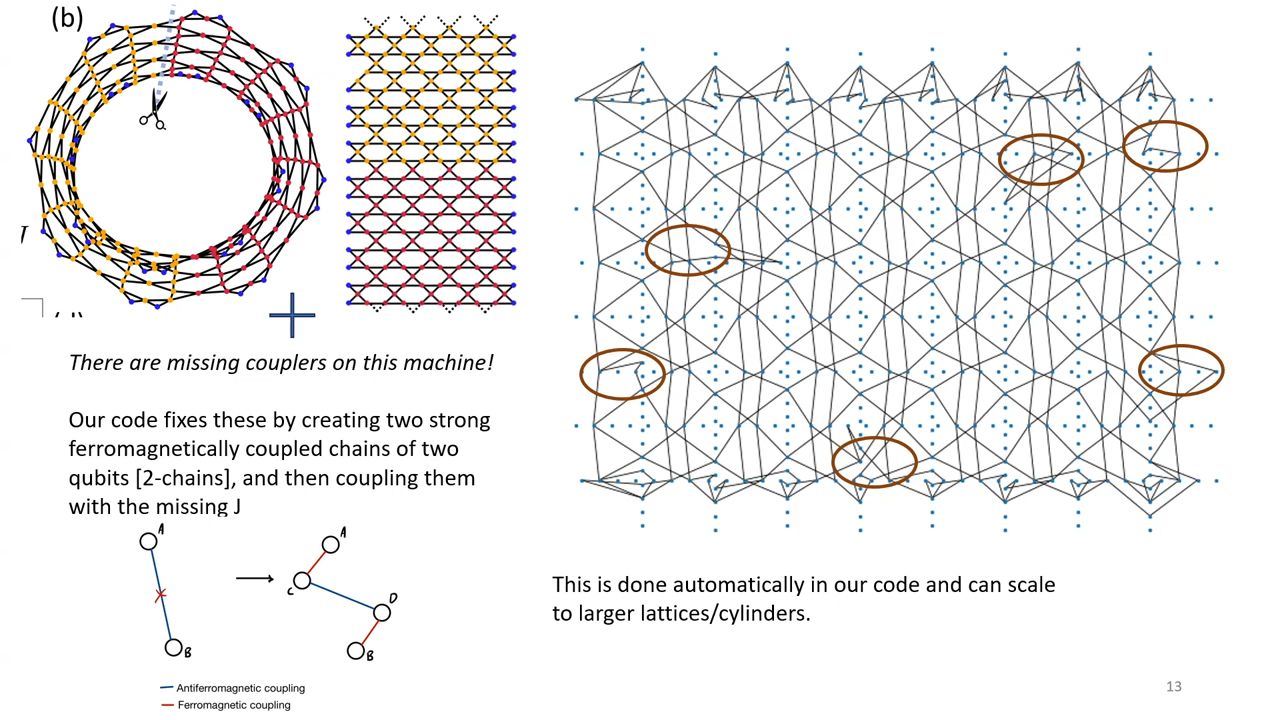 (b)
There are missing couplers on this machine!
Our code fixes these by creating two strong
ferromagnetically coupled chains of two
qubits [2-chains], and then coupling them
with the missing J
A
B
A
C
D
B
Antiferromagnetic coupling
Ferromagnetic coupling
This is done automatically in our code and can scale
to larger lattices/cylinders.
13